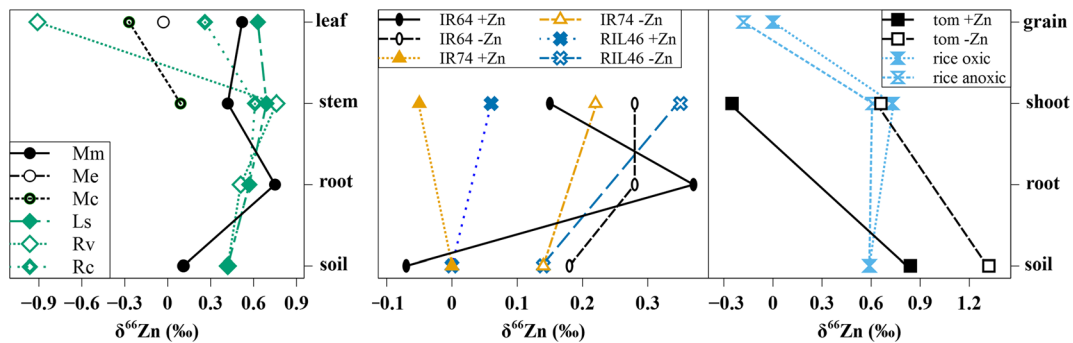 Mm
Me
Mc
Ls
Rv
Rc
−0.9
−0.6
−0.3
0
0.3
0.6
0.9
δ⁶⁶Zn (‰)
leaf
stem
root
soil
IR64 +Zn
IR64 -Zn
IR74 +Zn
IR74 -Zn
RIL46 +Zn
RIL46 -Zn
−0.1
0
0.1
0.2
0.3
δ⁶⁶Zn (‰)
tom +Zn
tom -Zn
rice oxic
rice anoxic
−0.3
0
0.3
0.6
0.9
1.2
δ⁶⁶Zn (‰)
grain
shoot
root
soil